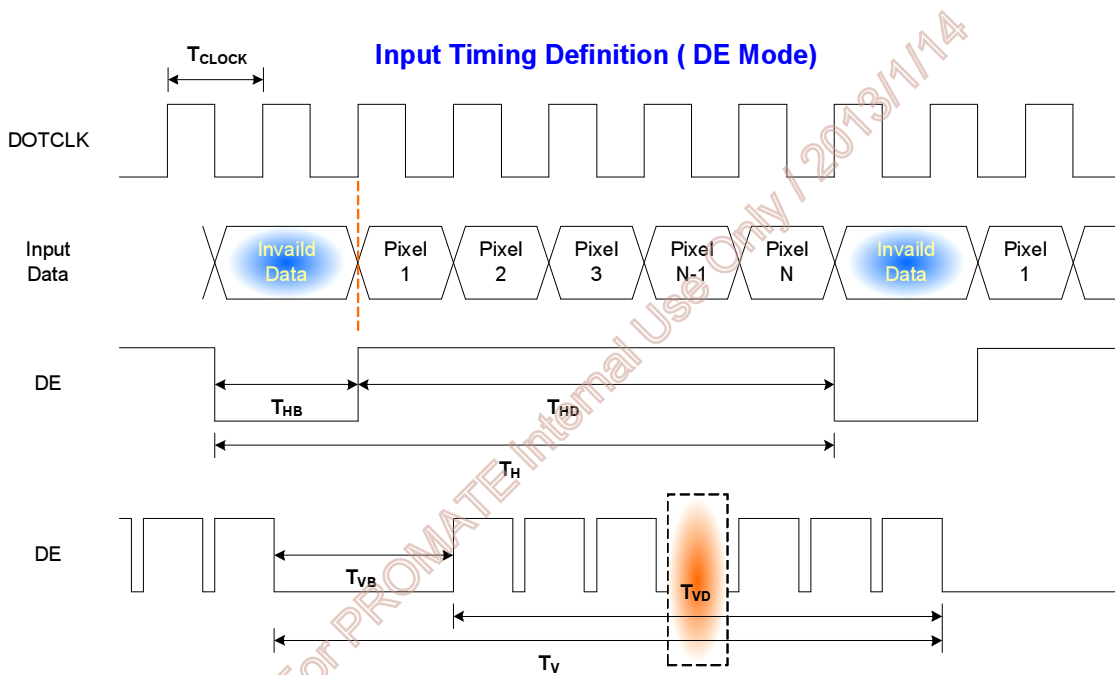 Input Timing Definition ( DE Mode)
TCLOCK
DOTCLK
Input
Data
Invaild
Data
Pixel
1
Pixel
2
Pixel
3
Pixel
N-1
Pixel
N
Invaild
Data
Pixel
1
DE
THB
THD
TH
DE
TVB
TVD
TV
For PROMATE Internal Use Only / 2013/1/14